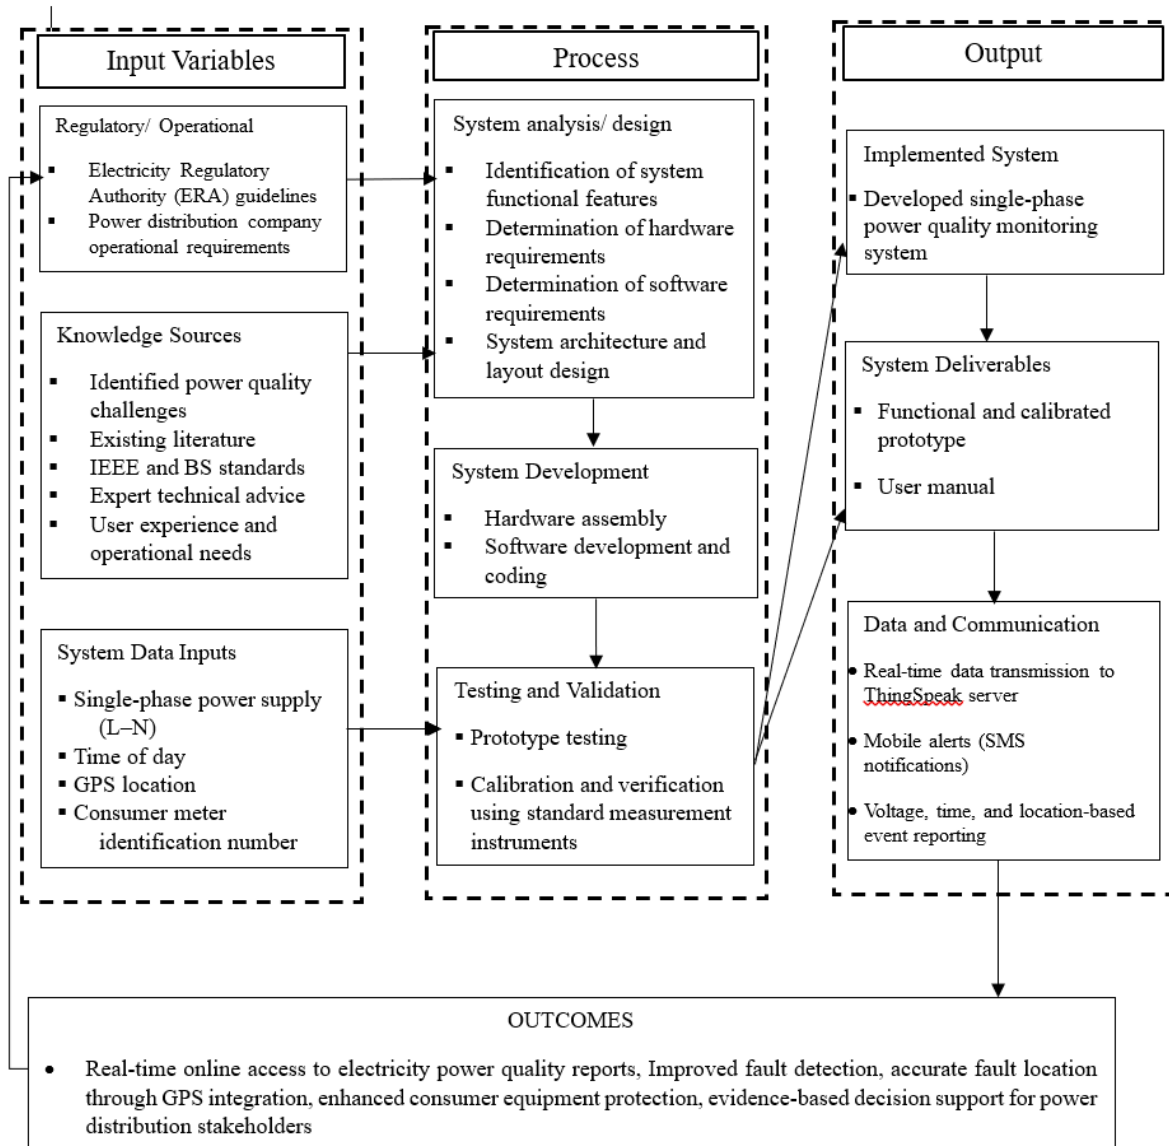 Input Variables
Regulatory/ Operational
▪ Electricity Regulatory
Authority (ERA) guidelines
▪ Power distribution company
operational requirements
Knowledge Sources
▪ Identified power quality
challenges
▪ Existing literature
▪ IEEE and BS standards
▪ Expert technical advice
▪ User experience and
operational needs
System Data Inputs
▪ Single-phase power supply
(L–N)
▪ Time of day
▪ GPS location
▪ Consumer meter
identification number
Process
System analysis/ design
▪ Identification of system
functional features
▪ Determination of hardware
requirements
▪ Determination of software
requirements
▪ System architecture and
layout design
System Development
▪ Hardware assembly
▪ Software development and
coding
Testing and Validation
▪ Prototype testing
▪ Calibration and verification
using standard measurement
instruments
Output
Implemented System
▪ Developed single-phase
power quality monitoring
system
System Deliverables
▪ Functional and calibrated
prototype
▪ User manual
Data and Communication
● Real-time data transmission to
ThingSpeak server
● Mobile alerts (SMS
notifications)
● Voltage, time, and location-based
event reporting
OUTCOMES
● Real-time online access to electricity power quality reports, Improved fault detection, accurate fault location
through GPS integration, enhanced consumer equipment protection, evidence-based decision support for power
distribution stakeholders